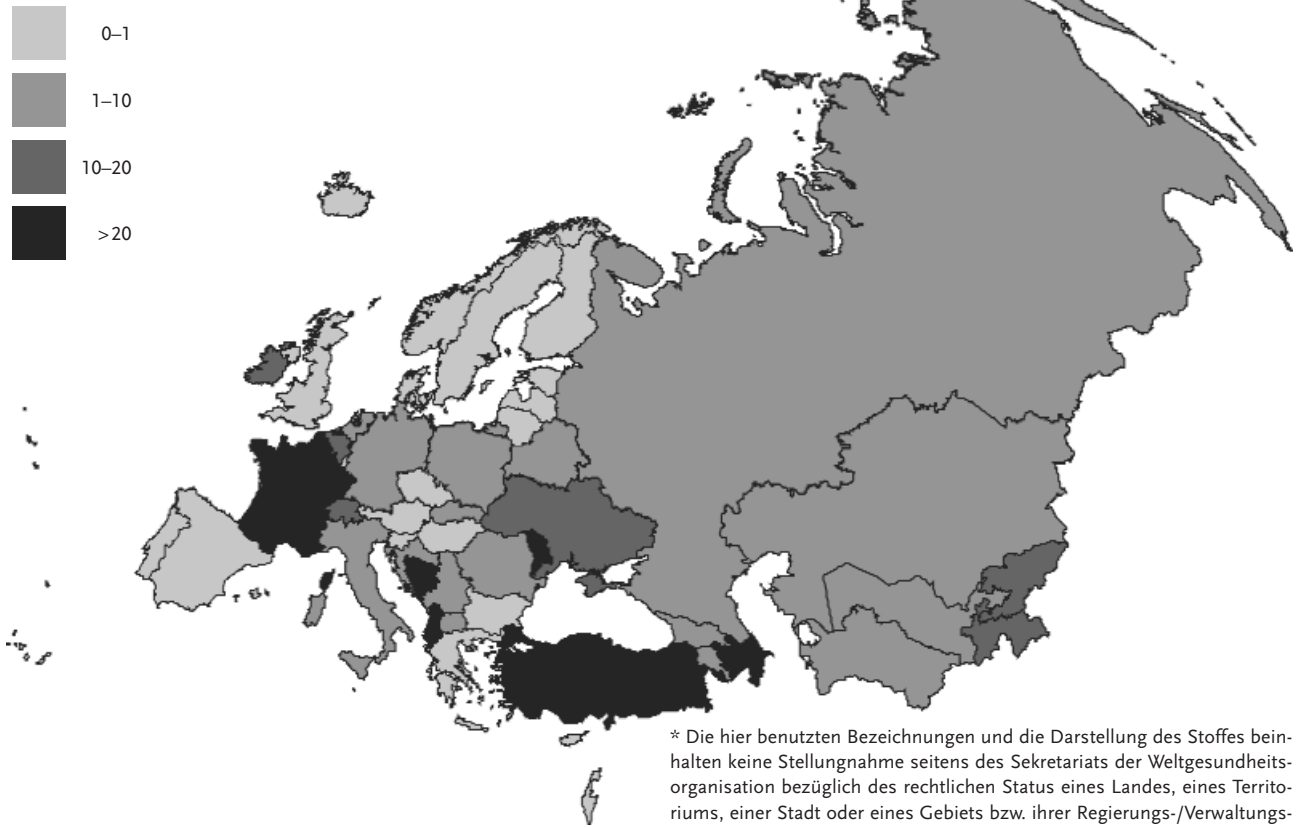 0–1
1–10
10–20
>20
* Die hier benutzten Bezeichnungen und die Darstellung des Stoffes bein-
halten keine Stellungnahme seitens des Sekretariats der Weltgesundheits-
organisation bezüglich des rechtlichen Status eines Landes, eines Territo-
riums, einer Stadt oder eines Gebiets bzw. ihrer Regierungs-/Verwaltungs-